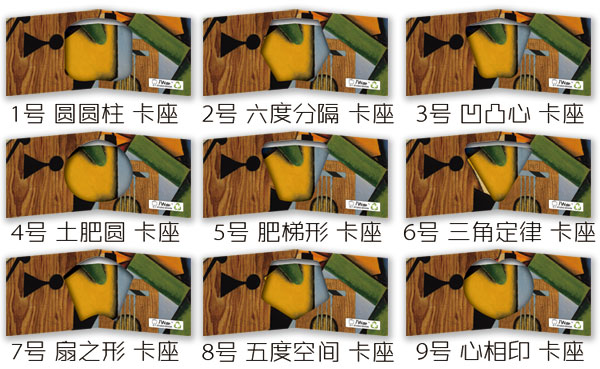 1号 圆圆柱 卡座
2号 六度分隔 卡座
3号 凹凸心 卡座
4号 土肥圆 卡座
5号 肥梯形 卡座
6号 三角定律 卡座
7号 扇之形 卡座
8号 五度空间 卡座
9号 心相印 卡座